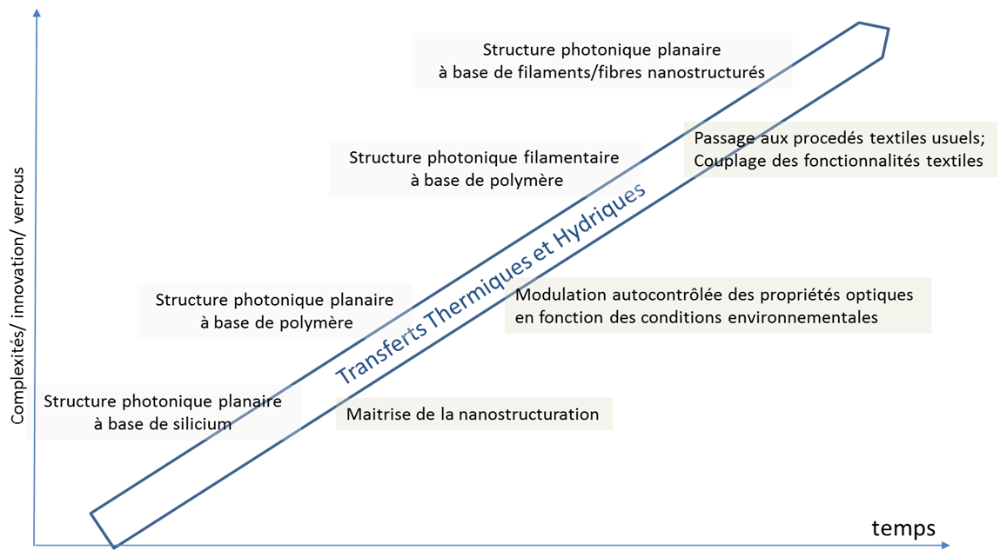 Structure photonique planaire
à base de filaments/fibres nanostructurés
Passage aux procedés textiles usuels;
Couplage des fonctionnalités textiles
Structure photonique filamentaire
à base de polymère
Complexités/ innovation/ verrous
Transferts Thermiques et Hydriques
Structure photonique planaire
à base de polymère
Modulation autocontrôlée des propriétés optiques
en fonction des conditions environnementales
Structure photonique planaire
à base de silicium
Maitrise de la nanostructuration
temps